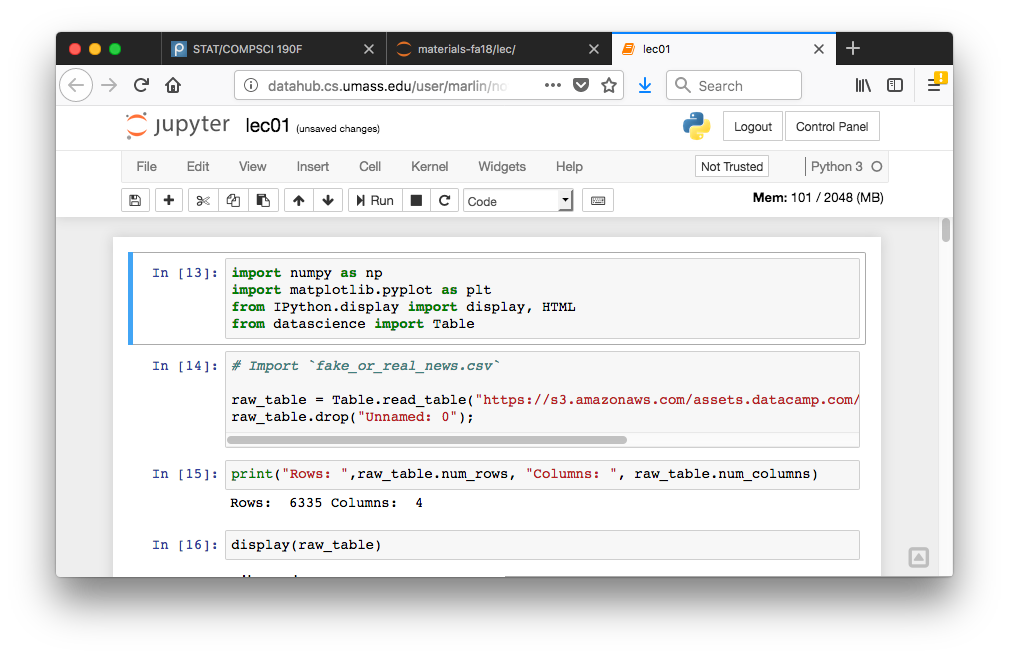 STAT/COMPSCI 190F
materials-fa18/lec/
lec01
datahub.cs.umass.edu/user/marlin/no
Search
jupyter lec01 (unsaved changes)
Logout
Control Panel
File Edit View Insert Cell Kernel Widgets Help
Not Trusted
Python 3
Run
Code
Mem: 101 / 2048 (MB)
In [13]: import numpy as np
import matplotlib.pyplot as plt
from IPython.display import display, HTML
from datascience import Table
In [14]: # Import `fake_or_real_news.csv`
raw_table = Table.read_table("https://s3.amazonaws.com/assets.datacamp.com/
raw_table.drop("Unnamed: 0");
In [15]: print("Rows: ",raw_table.num_rows, "Columns: ", raw_table.num_columns)
Rows:  6335 Columns:  4
In [16]: display(raw_table)